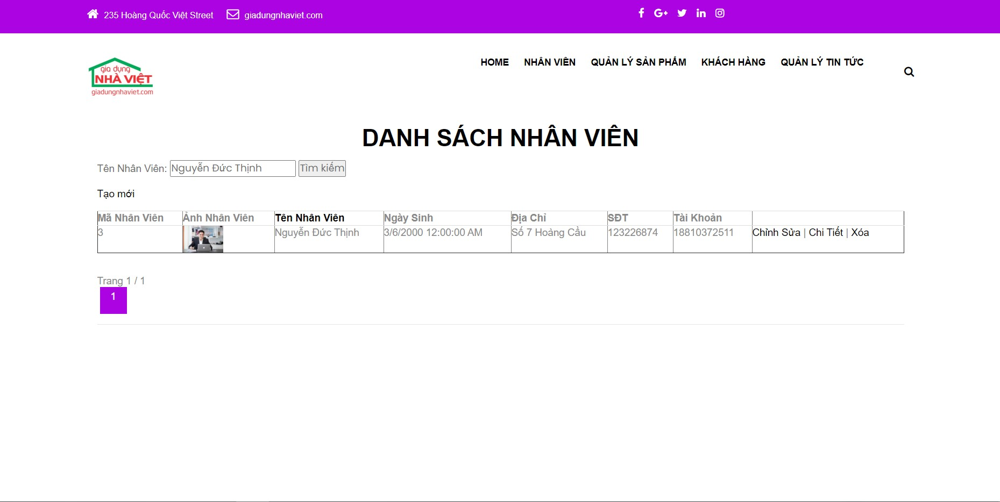 235 Hoàng Quốc Việt Street giadungnhaviet.com
gia dụng
NHÀ VIỆT
giadungnhaviet.com
HOME NHÂN VIÊN QUẢN LÝ SẢN PHẨM KHÁCH HÀNG QUẢN LÝ TIN TỨC
DANH SÁCH NHÂN VIÊN
Tên Nhân Viên: Nguyễn Đức Thịnh Tìm kiếm
Tạo mới
Mã Nhân Viên Ảnh Nhân Viên Tên Nhân Viên Ngày Sinh Địa Chỉ SĐT Tài Khoản
3 Nguyễn Đức Thịnh 3/6/2000 12:00:00 AM Số 7 Hoàng Cầu 123226874 18810372511 Chỉnh Sửa | Chi Tiết | Xóa
Trang 1 / 1
1